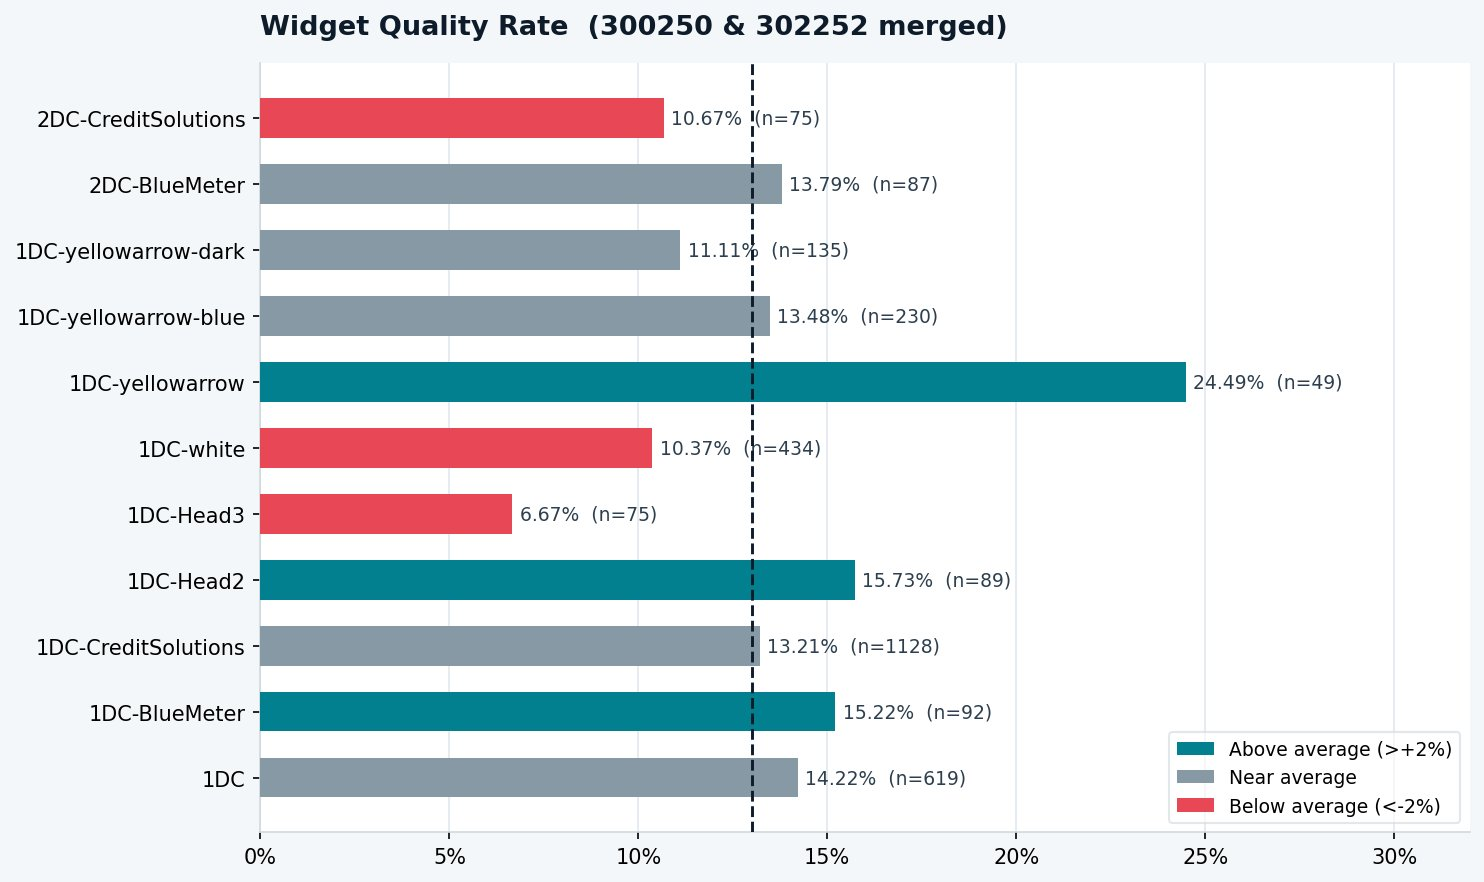 Widget Quality Rate (300250 & 302252 merged)
2DC-CreditSolutions 10.67% (n=75)
2DC-BlueMeter 13.79% (n=87)
1DC-yellowarrow-dark 11.11% (n=135)
1DC-yellowarrow-blue 13.48% (n=230)
1DC-yellowarrow 24.49% (n=49)
1DC-white 10.37% (n=434)
1DC-Head3 6.67% (n=75)
1DC-Head2 15.73% (n=89)
1DC-CreditSolutions 13.21% (n=1128)
1DC-BlueMeter 15.22% (n=92)
1DC 14.22% (n=619)
Above average (>+2%)
Near average
Below average (<-2%)
0% 5% 10% 15% 20% 25% 30%